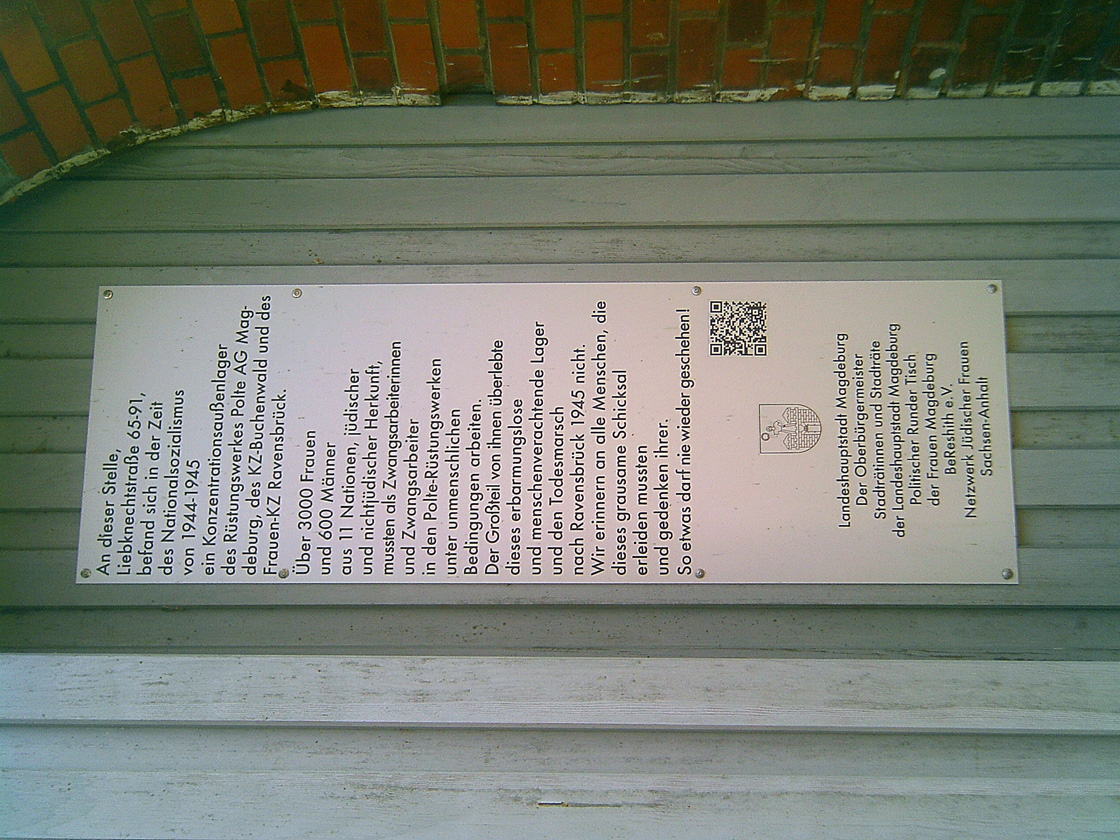 An dieser Stelle,
Liebknechtstraße 65-91,
befand sich in der Zeit
des Nationalsozialismus
von 1944-1945
ein Konzentrationsaußenlager
des Rüstungswerkes Polte AG Mag-
deburg, des KZ-Buchenwald und des
Frauen-KZ Ravensbrück.
Über 3000 Frauen
und 600 Männer
aus 11 Nationen, jüdischer
und nichtjüdischer Herkunft,
mussten als Zwangsarbeiterinnen
und Zwangsarbeiter
in den Polte-Rüstungswerken
unter unmenschlichen
Bedingungen arbeiten.
Der Großteil von ihnen überlebte
dieses erbarmungslose
und menschenverachtende Lager
und den Todesmarsch
nach Ravensbrück 1945 nicht.
Wir erinnern an alle Menschen, die
dieses grausame Schicksal
erleiden mussten
und gedenken ihrer.
So etwas darf nie wieder geschehen!
Landeshauptstadt Magdeburg
Der Oberbürgermeister
Stadträtinnen und Stadträte
der Landeshauptstadt Magdeburg
Politischer Runder Tisch
der Frauen Magdeburg
BeReshith e.V.
Netzwerk Jüdischer Frauen
Sachsen-Anhalt